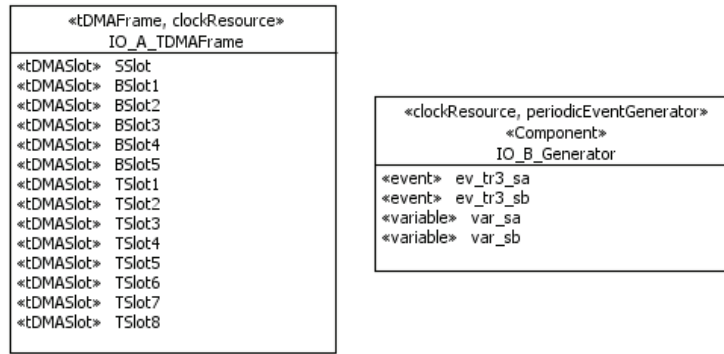 «tDMAFrame, clockResource»
IO_A_TDMAFrame
«tDMASlot» SSlot
«tDMASlot» BSlot1
«tDMASlot» BSlot2
«tDMASlot» BSlot3
«tDMASlot» BSlot4
«tDMASlot» BSlot5
«tDMASlot» TSlot1
«tDMASlot» TSlot2
«tDMASlot» TSlot3
«tDMASlot» TSlot4
«tDMASlot» TSlot5
«tDMASlot» TSlot6
«tDMASlot» TSlot7
«tDMASlot» TSlot8
«clockResource, periodicEventGenerator»
«Component»
IO_B_Generator
«event» ev_tr3_sa
«event» ev_tr3_sb
«variable» var_sa
«variable» var_sb